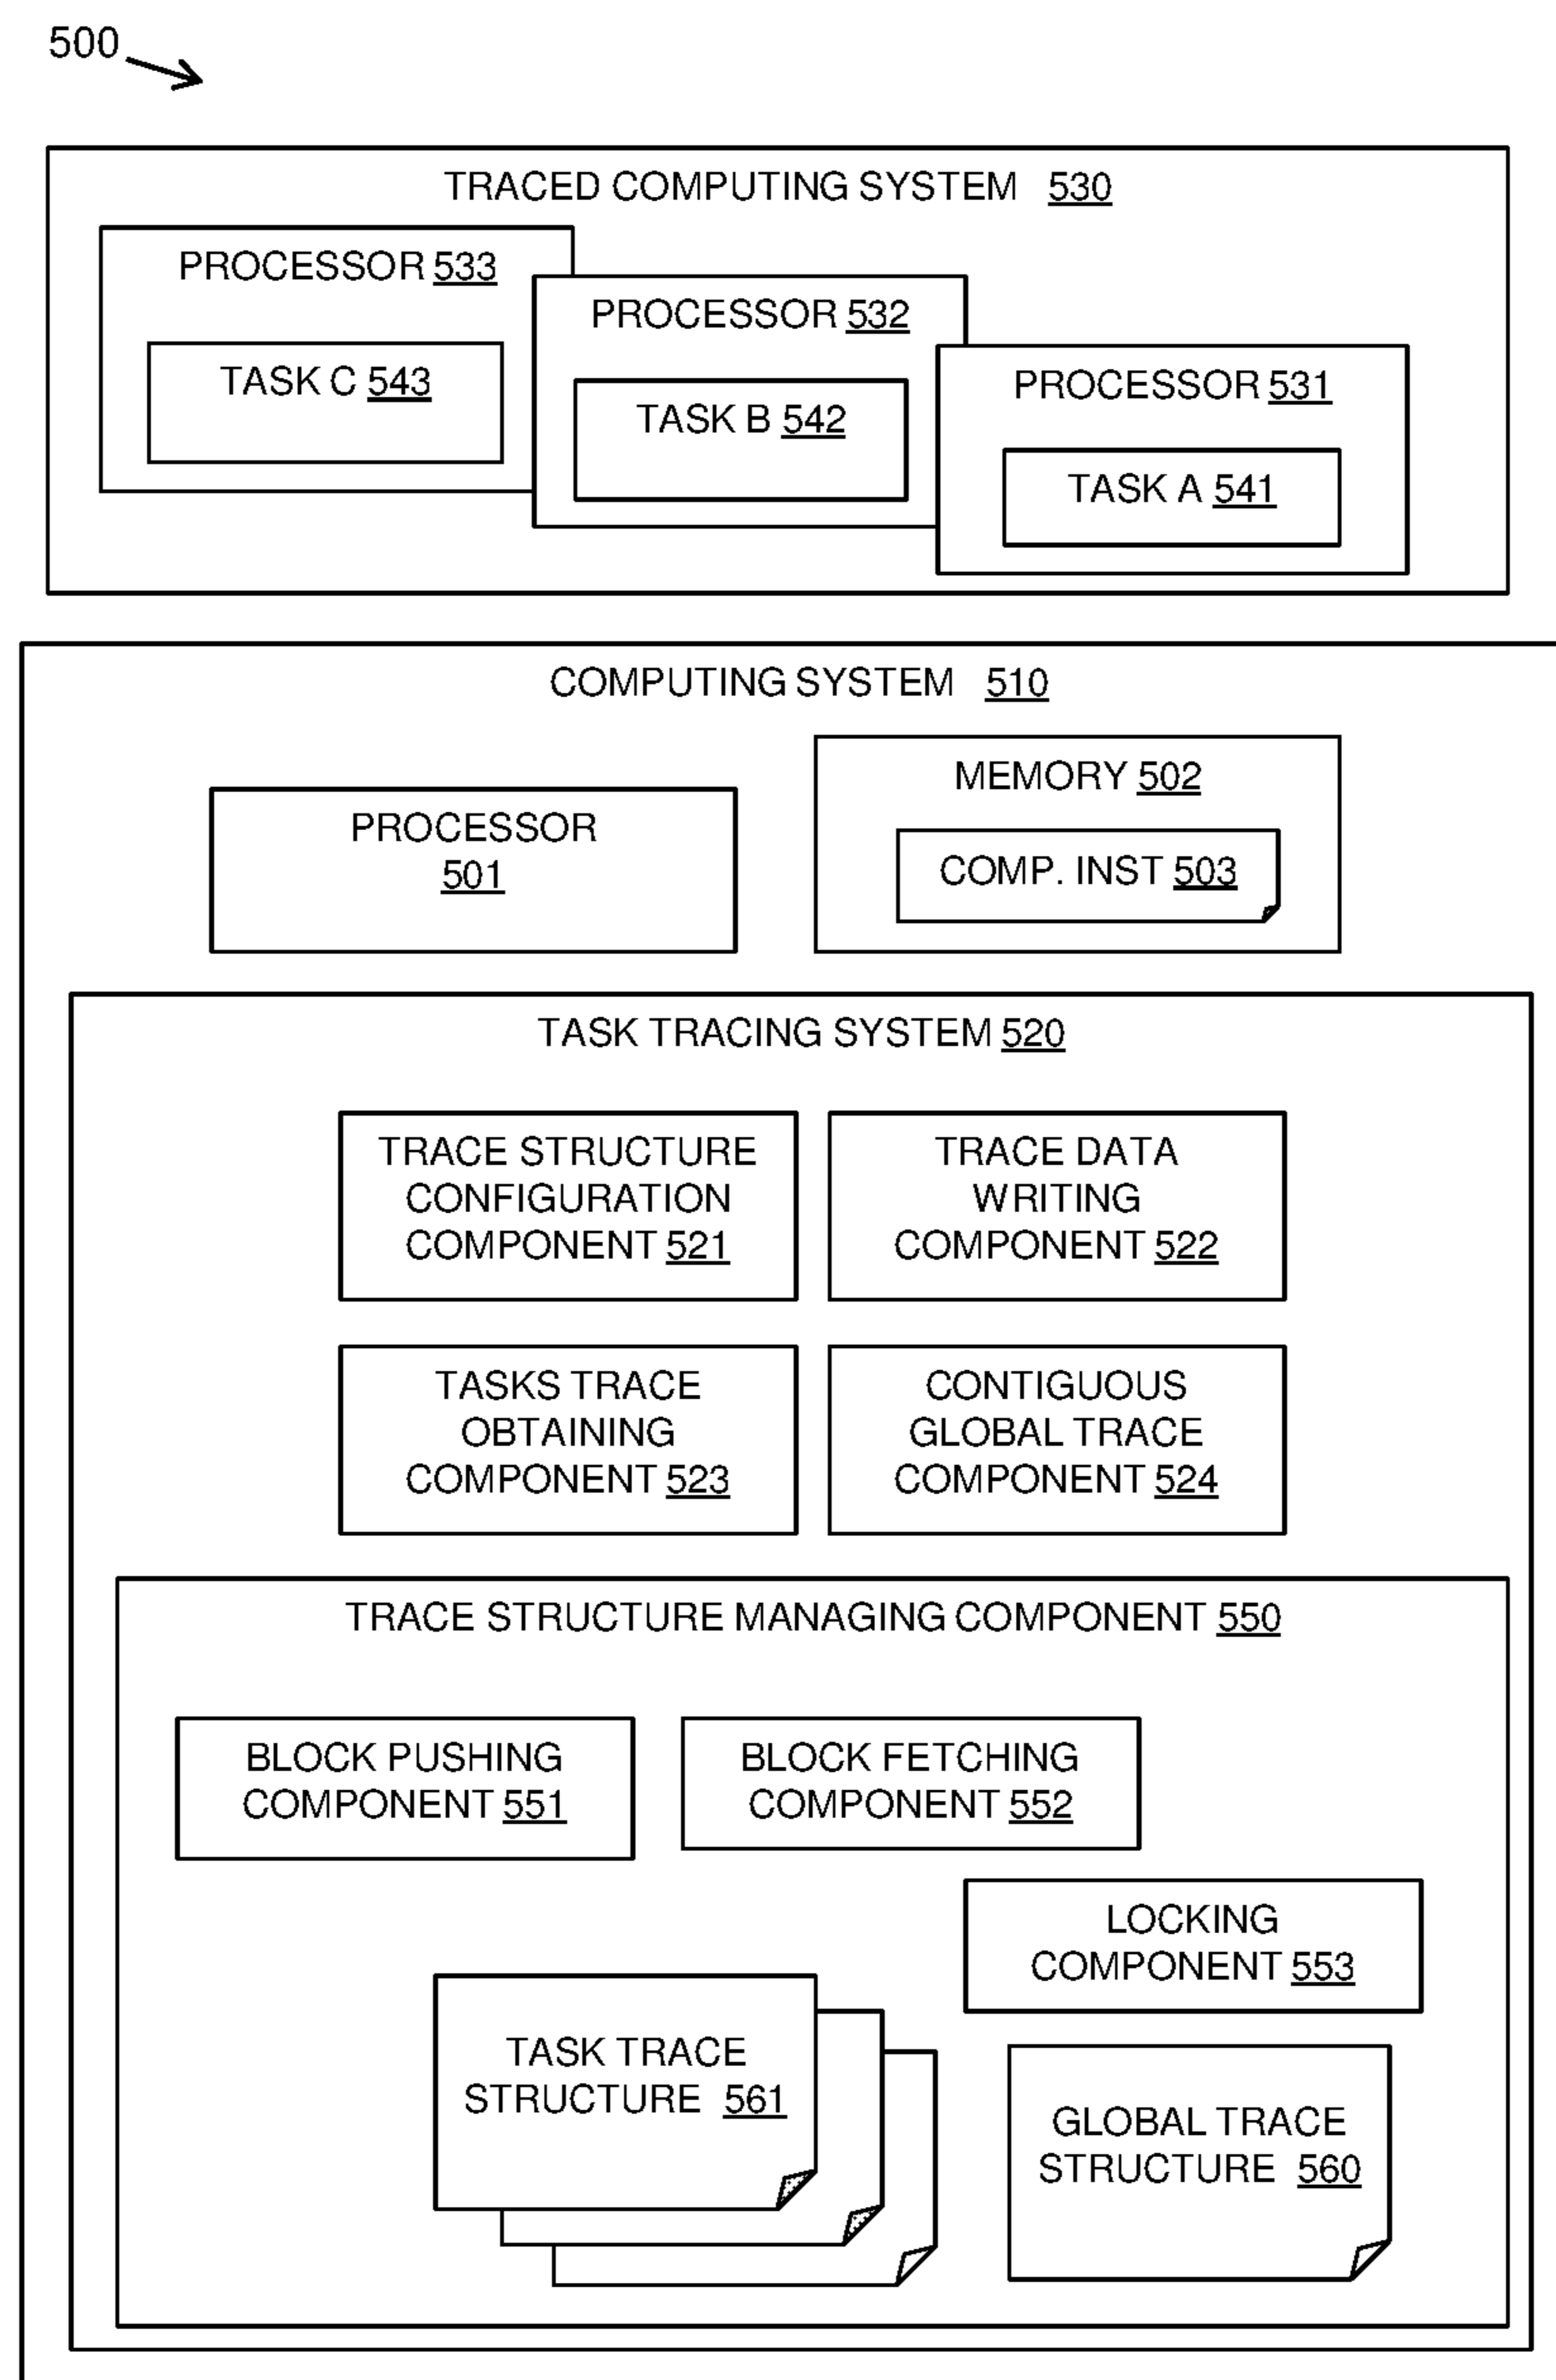 500
TRACED COMPUTING SYSTEM 530
PROCESSOR 533
TASK C 543
PROCESSOR 532
TASK B 542
PROCESSOR 531
TASK A 541
COMPUTING SYSTEM 510
PROCESSOR
501
MEMORY 502
COMP. INST 503
TASK TRACING SYSTEM 520
TRACE STRUCTURE
CONFIGURATION
COMPONENT 521
TRACE DATA
WRITING
COMPONENT 522
TASKS TRACE
OBTAINING
COMPONENT 523
CONTIGUOUS
GLOBAL TRACE
COMPONENT 524
TRACE STRUCTURE MANAGING COMPONENT 550
BLOCK PUSHING
COMPONENT 551
BLOCK FETCHING
COMPONENT 552
LOCKING
COMPONENT 553
TASK TRACE
STRUCTURE 561
GLOBAL TRACE
STRUCTURE 560